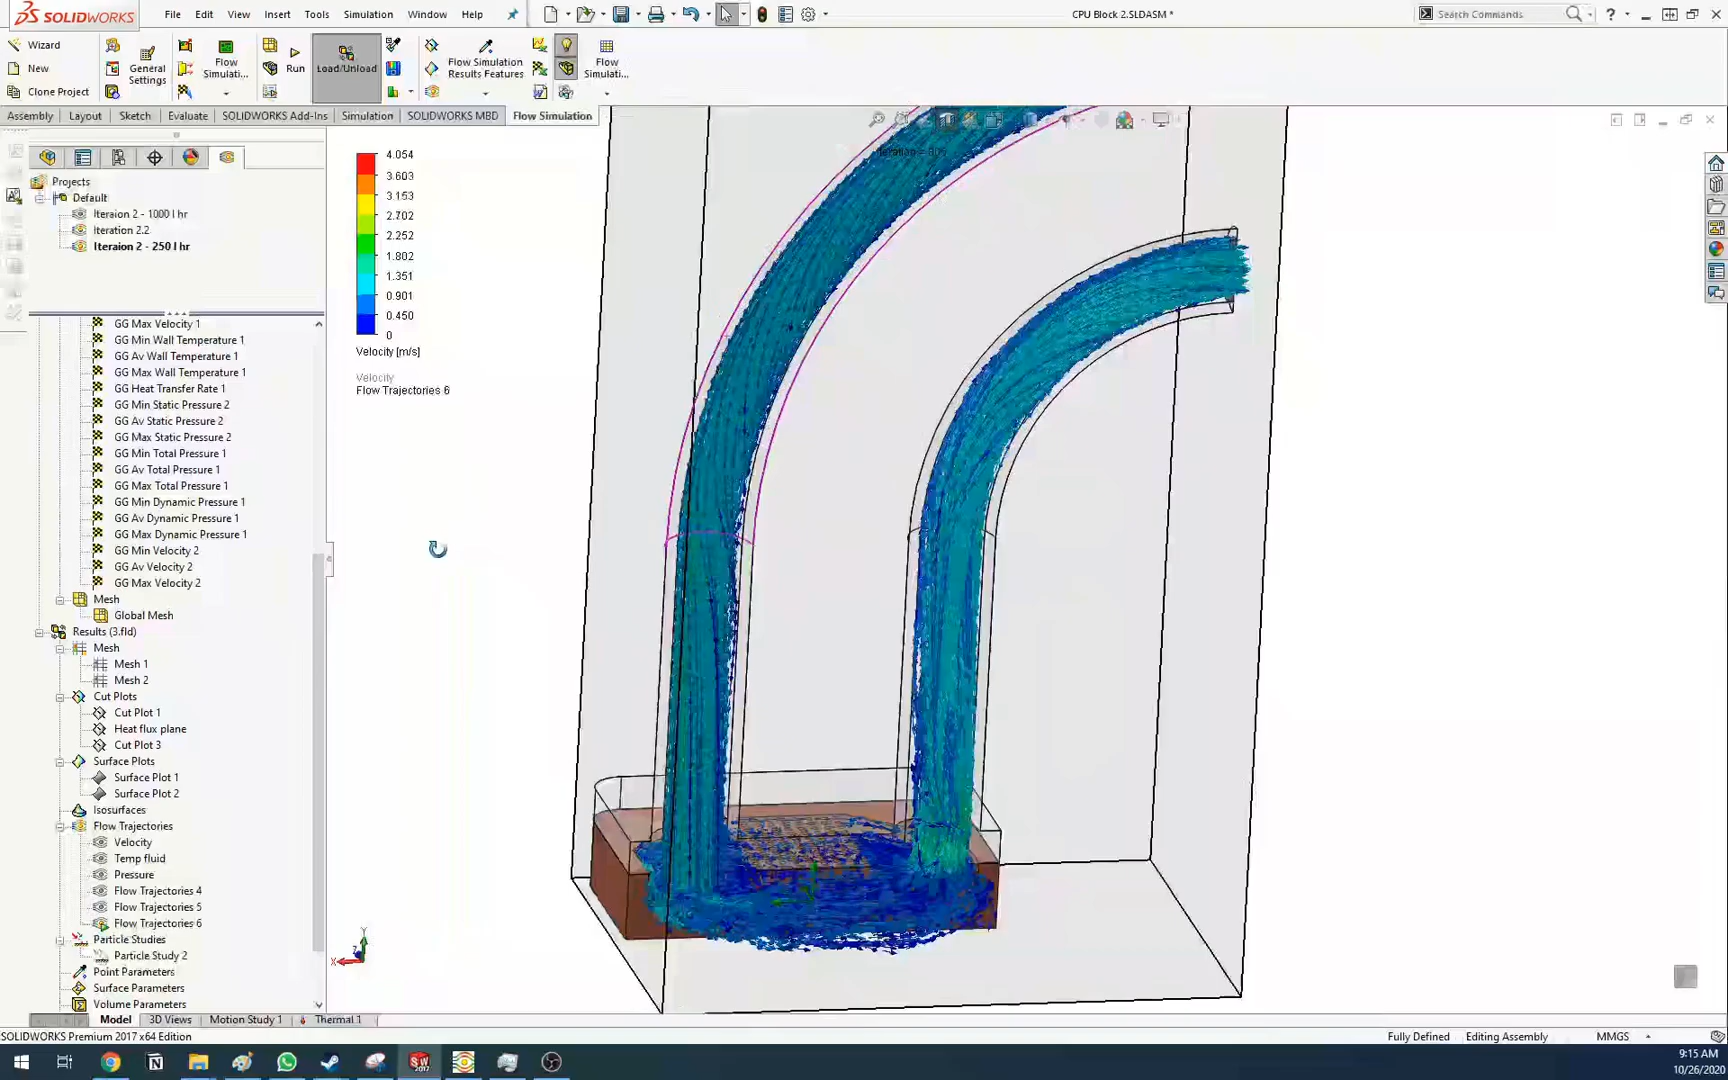 SOLIDWORKS
File Edit View Insert Tools Simulation Window Help
CPU Block 2.SLDASM *
Search Commands
Wizard
New
Clone Project
General
Settings
Flow
Simulati...
Run
Load/Unload
Flow Simulation
Results Features
Flow
Simulati...
Assembly Layout Sketch Evaluate SOLIDWORKS Add-Ins Simulation SOLIDWORKS MBD Flow Simulation
Projects
Default
Iteraion 2 - 1000 l hr
Iteration 2.2
Iteraion 2 - 250 l hr
GG Max Velocity 1
GG Min Wall Temperature 1
GG Av Wall Temperature 1
GG Max Wall Temperature 1
GG Heat Transfer Rate 1
GG Min Static Pressure 2
GG Av Static Pressure 2
GG Max Static Pressure 2
GG Min Total Pressure 1
GG Av Total Pressure 1
GG Max Total Pressure 1
GG Min Dynamic Pressure 1
GG Av Dynamic Pressure 1
GG Max Dynamic Pressure 1
GG Min Velocity 2
GG Av Velocity 2
GG Max Velocity 2
Mesh
Global Mesh
Results (3.fld)
Mesh
Mesh 1
Mesh 2
Cut Plots
Cut Plot 1
Heat flux plane
Cut Plot 3
Surface Plots
Surface Plot 1
Surface Plot 2
Isosurfaces
Flow Trajectories
Velocity
Temp fluid
Pressure
Flow Trajectories 4
Flow Trajectories 5
Flow Trajectories 6
Particle Studies
Particle Study 2
Point Parameters
Surface Parameters
Volume Parameters
4.054
3.603
3.153
2.702
2.252
1.802
1.351
0.901
0.450
0
Velocity [m/s]
Velocity
Flow Trajectories 6
Y
X
Z
Model 3D Views Motion Study 1 Thermal 1
SOLIDWORKS Premium 2017 x64 Edition
Fully Defined Editing Assembly MMGS
9:15 AM
10/26/2020